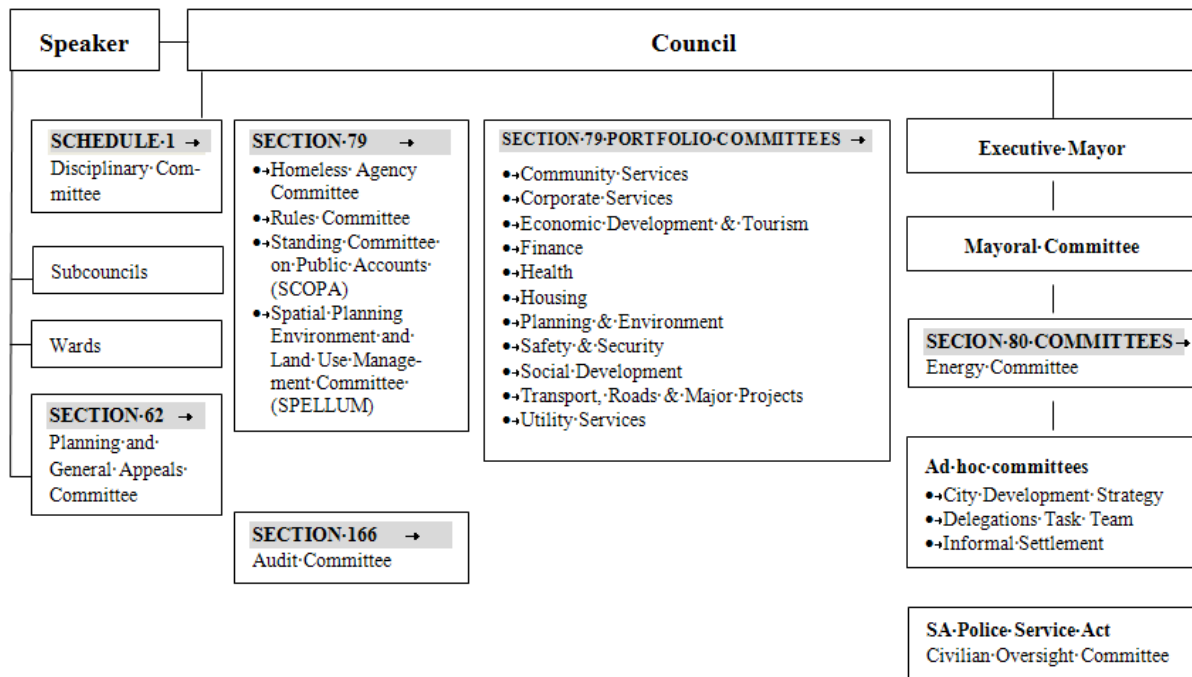 Speaker
Council
SCHEDULE·1 →
Disciplinary·Com-
mittee
Subcouncils
Wards
SECTION·62 →
Planning·and
General·Appeals·
Committee
SECTION·79 →
●→Homeless·Agency
Committee
●→Rules·Committee
●→Standing·Committee·
on·Public·Accounts·
(SCOPA)
●→Spatial·Planning
Environment·and
Land·Use·Manage-
ment·Committee·
(SPELLUM)
SECTION·166 →
Audit·Committee
SECTION·79·PORTFOLIO·COMMITTEES →
●→Community·Services
●→Corporate·Services
●→Economic·Development·&·Tourism
●→Finance
●→Health
●→Housing
●→Planning·&·Environment
●→Safety·&·Security
●→Social·Development
●→Transport,·Roads·&·Major·Projects
●→Utility·Services
Executive·Mayor
Mayoral·Committee
SECION·80·COMMITTEES→
Energy·Committee
Ad·hoc·committees
●→City·Development·Strategy
●→Delegations·Task·Team
●→Informal·Settlement
SA·Police·Service·Act
Civilian·Oversight·Committee